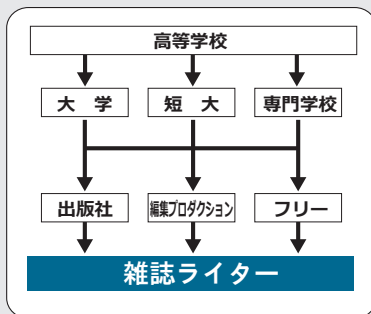 高等学校
大 学
短 大
専門学校
出版社
編集プロダクション
フリー
雑誌ライター